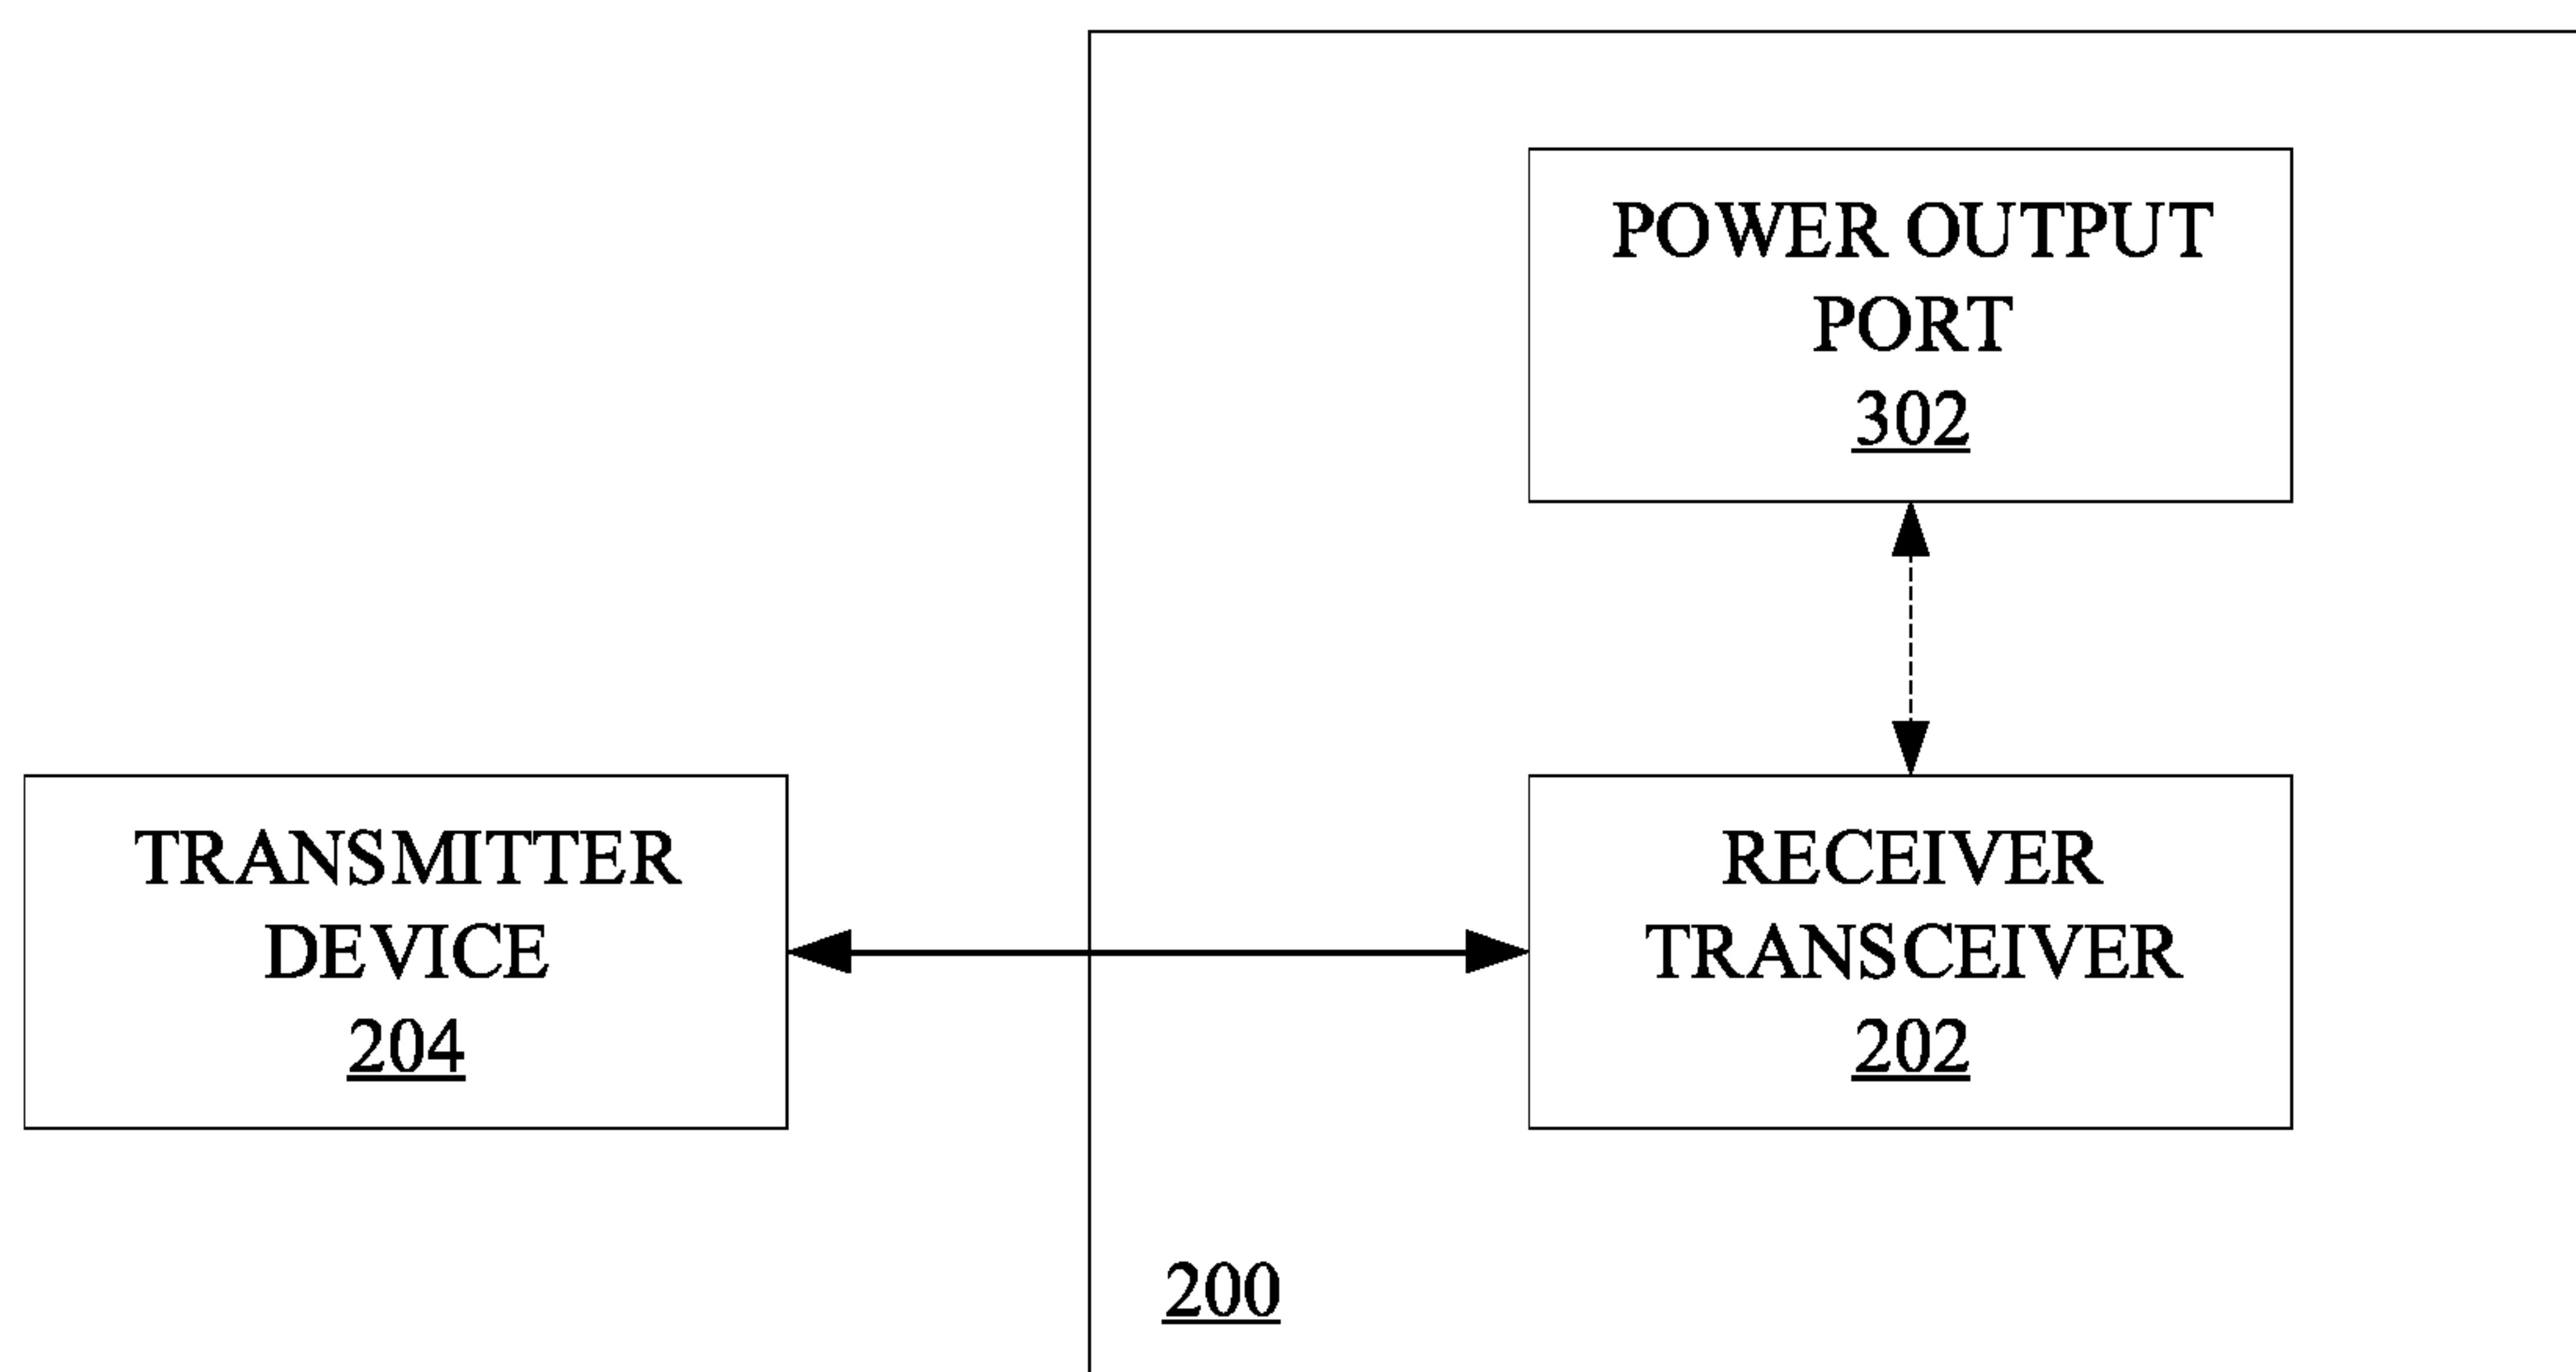 POWER OUTPUT
PORT
302
TRANSMITTER
DEVICE
204
RECEIVER
TRANSCEIVER
202
200